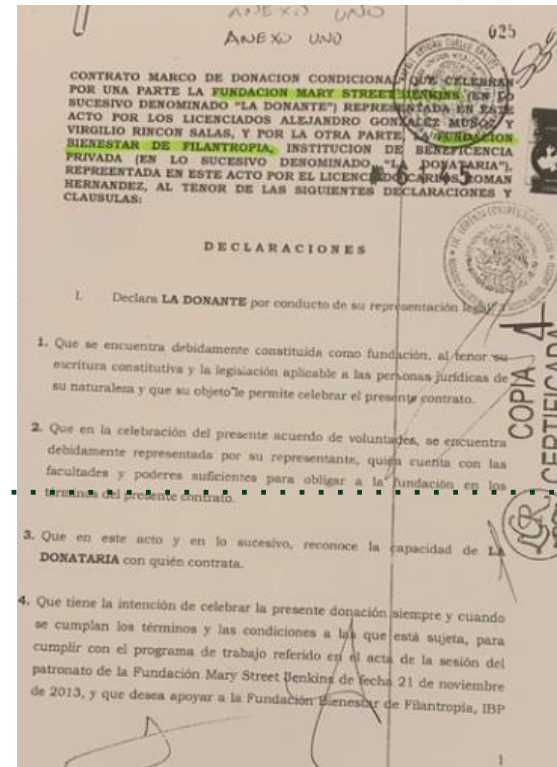 ANEXO UNO
ANEXO UNO
025
CONTRATO MARCO DE DONACION CONDICIONAL QUE CELEBRAN
POR UNA PARTE LA FUNDACION MARY STREET JENKINS (EN LO
SUCESIVO DENOMINADO "LA DONANTE") REPRESENTADA EN ESTE
ACTO POR LOS LICENCIADOS ALEJANDRO GONZALEZ MUÑOZ Y
VIRGILIO RINCON SALAS, Y POR LA OTRA PARTE, LA FUNDACION
BIENESTAR DE FILANTROPIA, INSTITUCION DE BENEFICENCIA
PRIVADA (EN LO SUCESIVO DENOMINADO "LA DONATARIA"),
REPREENTADA EN ESTE ACTO POR EL LICENCIADO CARLOS ROMAN
HERNANDEZ, AL TENOR DE LAS SIGUIENTES DECLARACIONES Y
CLAUSULAS:
DECLARACIONES
I. Declara LA DONANTE por conducto de su representación legal:
1. Que se encuentra debidamente constituida como fundación, al tenor su
escritura constitutiva y la legislación aplicable a las personas jurídicas de
su naturaleza y que su objeto le permite celebrar el presente contrato.
2. Que en la celebración del presente acuerdo de voluntades, se encuentra
debidamente representada por su representante, quien cuenta con las
facultades y poderes suficientes para obligar a la fundación en los
términos del presente contrato.
3. Que en este acto y en lo sucesivo, reconoce la capacidad de LA
DONATARIA con quién contrata.
4. Que tiene la intención de celebrar la presente donación siempre y cuando
se cumplan los términos y las condiciones a las que está sujeta, para
cumplir con el programa de trabajo referido en el acta de la sesión del
patronato de la Fundación Mary Street Jenkins de fecha 21 de noviembre
de 2013, y que desea apoyar a la Fundación Bienestar de Filantropía, IBP
1
COPIA
CERTIFICADA